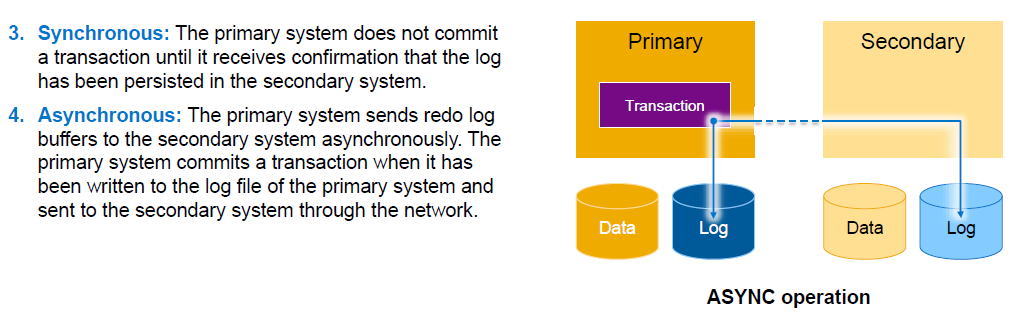 3. Synchronous: The primary system does not commit
a transaction until it receives confirmation that the log
has been persisted in the secondary system.
4. Asynchronous: The primary system sends redo log
buffers to the secondary system asynchronously. The
primary system commits a transaction when it has
been written to the log file of the primary system and
sent to the secondary system through the network.
Primary
Secondary
Transaction
Data
Log
Data
Log
ASYNC operation